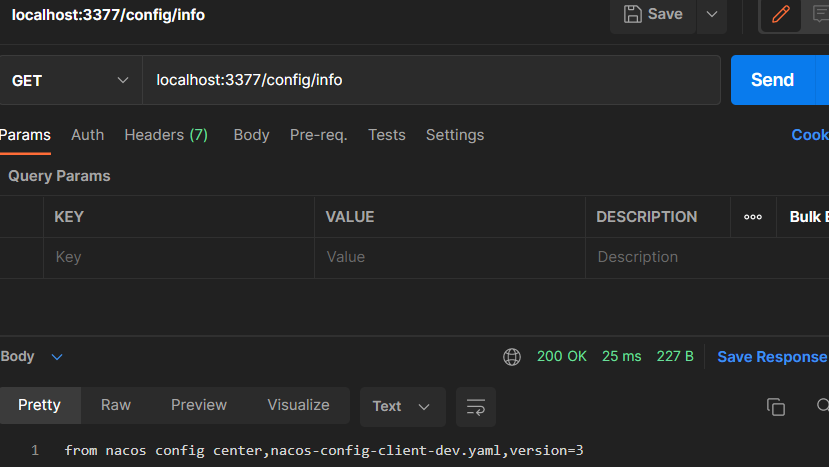 localhost:3377/config/info
Save
GET
localhost:3377/config/info
Send
Params Auth Headers (7) Body Pre-req. Tests Settings Cook
Query Params
KEY VALUE DESCRIPTION ooo Bulk E
Key Value Description
Body 200 OK 25 ms 227 B Save Response
Pretty Raw Preview Visualize Text
1 from nacos config center,nacos-config-client-dev.yaml,version=3